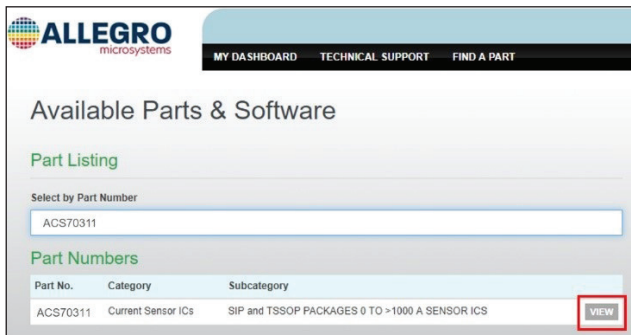 ALLEGRO
microsystems
MY DASHBOARD TECHNICAL SUPPORT FIND A PART
Available Parts & Software
Part Listing
Select by Part Number
ACS70311
Part Numbers
Part No. Category Subcategory
ACS70311 Current Sensor ICs SIP and TSSOP PACKAGES 0 TO >1000 A SENSOR ICS VIEW